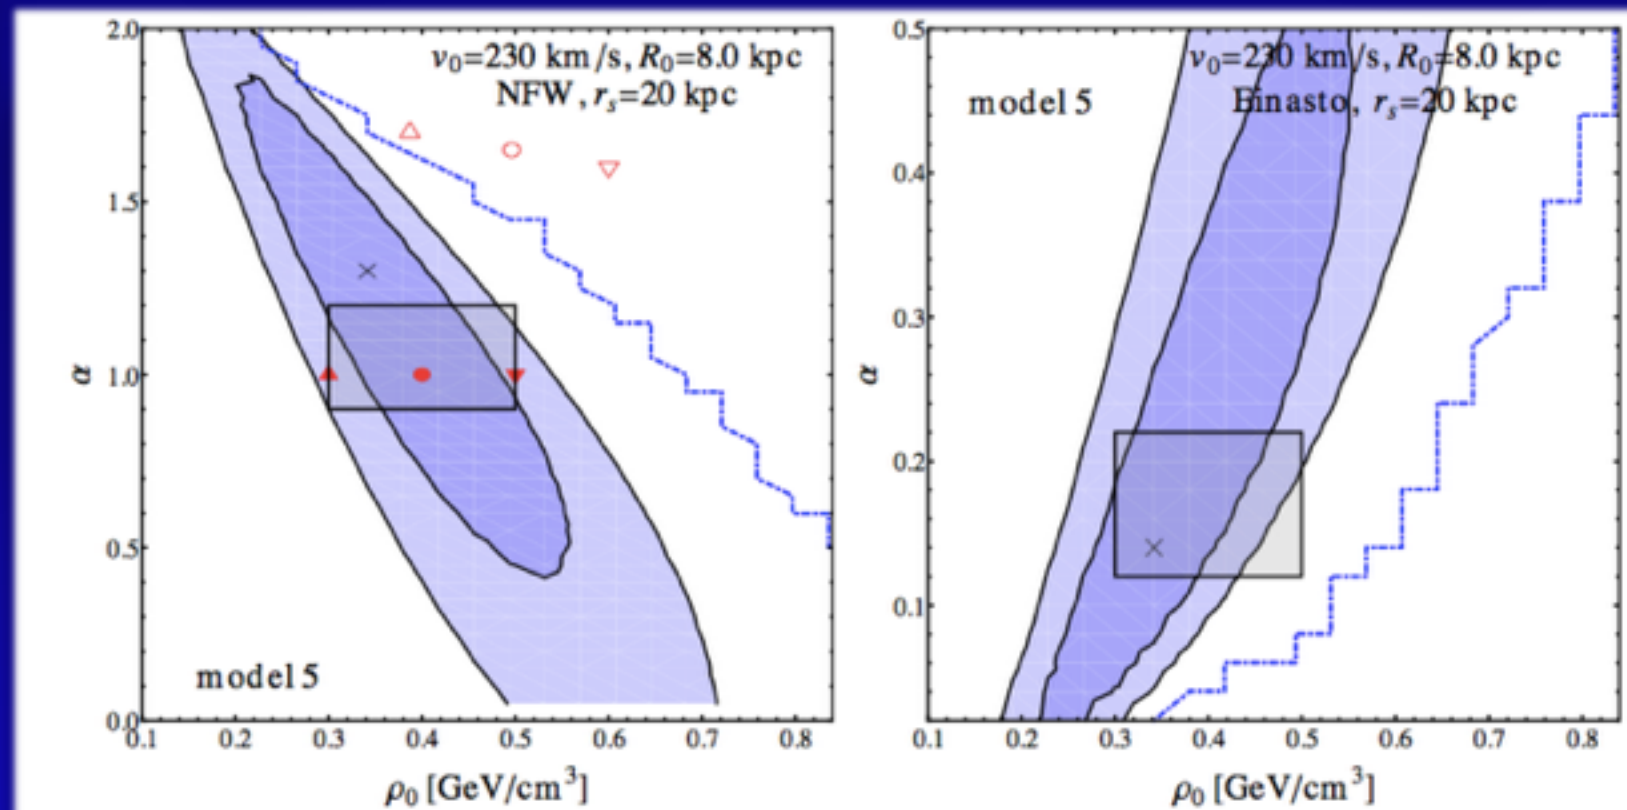 2.0
1.5
1.0
0.5
0.0
α
v₀=230 km/s, R₀=8.0 kpc
NFW, rₛ=20 kpc
model 5
0.1 0.2 0.3 0.4 0.5 0.6 0.7 0.8
ρ₀ [GeV/cm³]
0.5
0.4
0.3
0.2
0.1
α
v₀=230 km/s, R₀=8.0 kpc
model 5
Einasto, rₛ=20 kpc
0.1 0.2 0.3 0.4 0.5 0.6 0.7 0.8
ρ₀ [GeV/cm³]